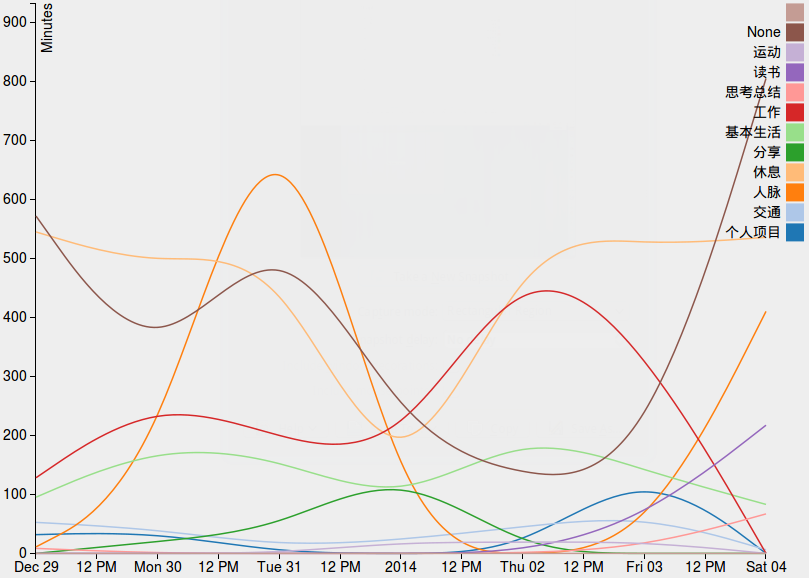 Minutes
900
800
700
600
500
400
300
200
100
0
None
运动
读书
思考总结
工作
基本生活
分享
休息
人脉
交通
个人项目
Dec 29 12 PM Mon 30 12 PM Tue 31 12 PM 2014 12 PM Thu 02 12 PM Fri 03 12 PM Sat 04